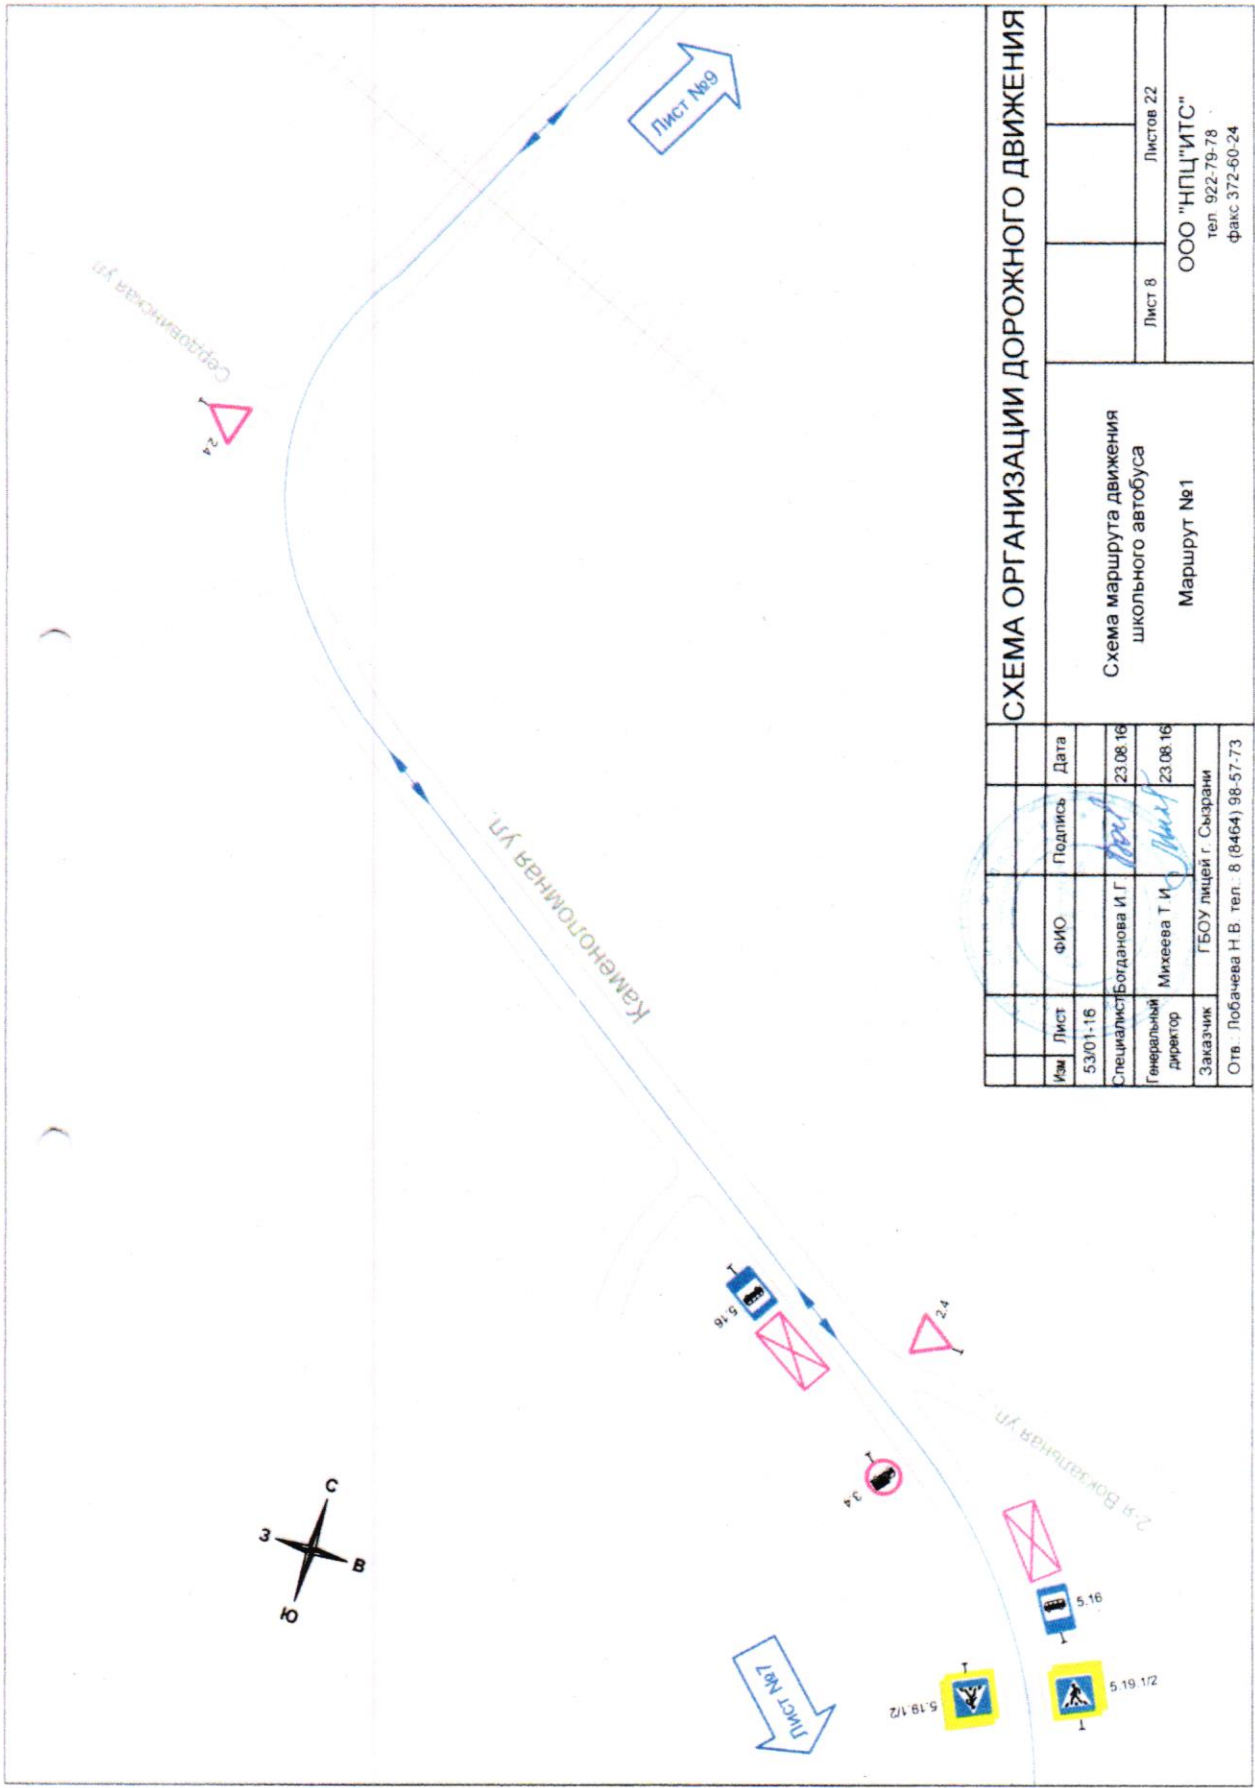 Лист №9
Сердовинская ул
2.4
Каменоломная ул.
5.16
2.4
3.4
2-я Вокзальная ул.
5.16
5.19.1/2
5.19.1/2
Лист №7
С
З
В
Ю
СХЕМА ОРГАНИЗАЦИИ ДОРОЖНОГО ДВИЖЕНИЯ
Изм Лист ФИО Подпись Дата
53/01-16
Специалист Богданова И.Г. 23.08.16
Генеральный
директор
Михеева Т.И. 23.08.16
Заказчик ГБОУ лицей г. Сызрани
Отв.: Лобачева Н.В. тел.: 8 (8464) 98-57-73
Схема маршрута движения
школьного автобуса
Маршрут №1
Лист 8 Листов 22
ООО "НПЦ"ИТС"
тел. 922-79-78
факс 372-60-24